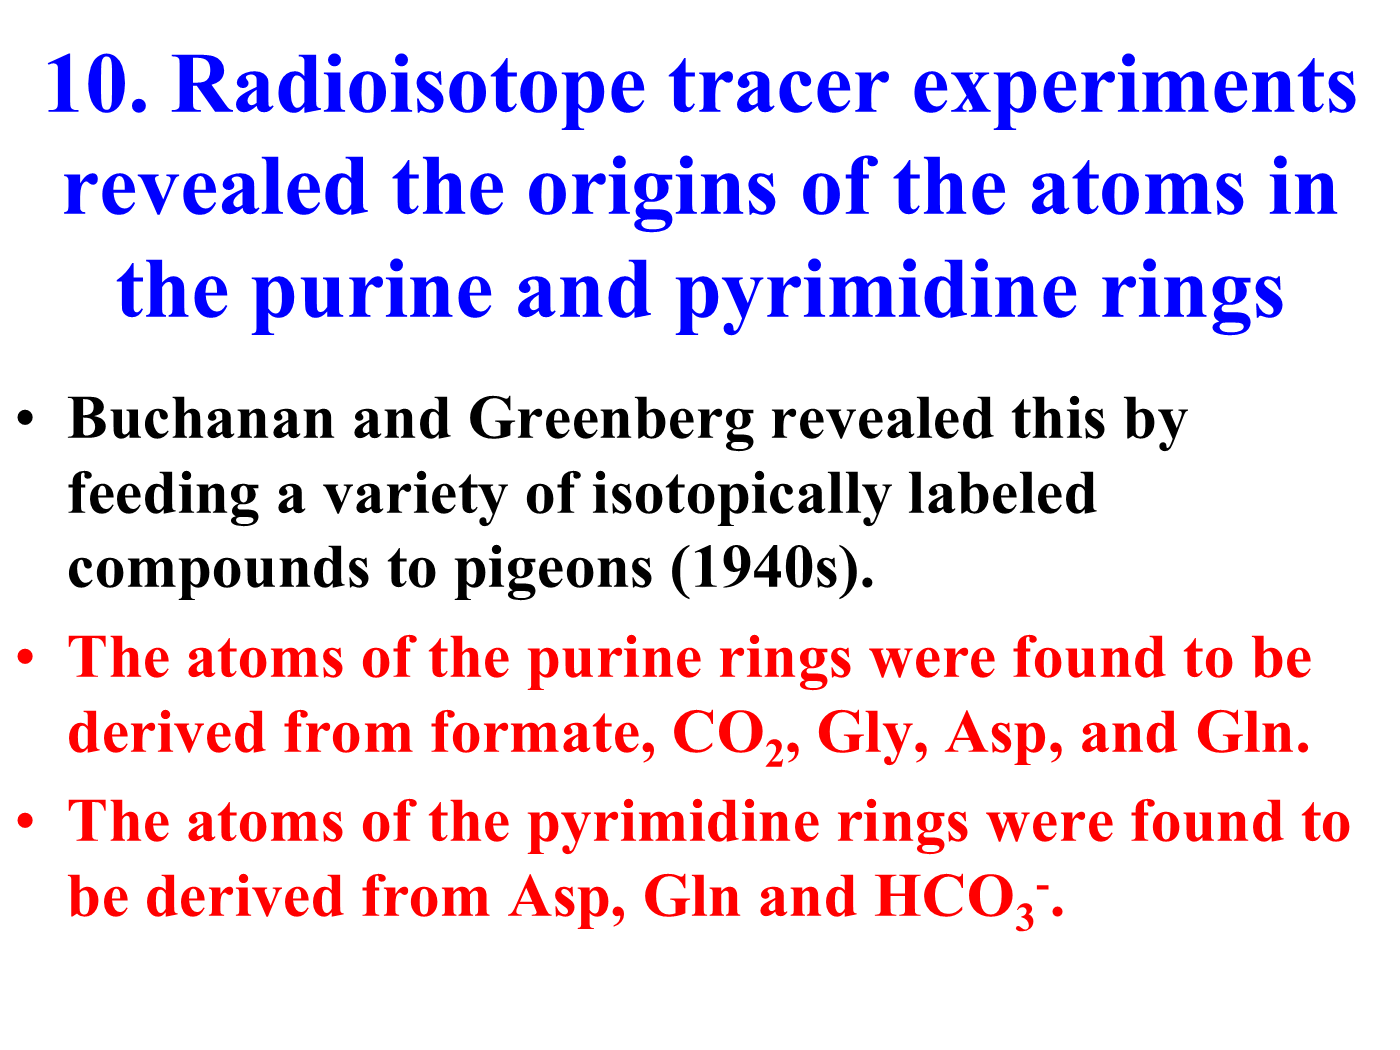 10. Radioisotope tracer experiments
revealed the origins of the atoms in
the purine and pyrimidine rings
• Buchanan and Greenberg revealed this by
feeding a variety of isotopically labeled
compounds to pigeons (1940s).
• The atoms of the purine rings were found to be
derived from formate, CO₂, Gly, Asp, and Gln.
• The atoms of the pyrimidine rings were found to
be derived from Asp, Gln and HCO₃⁻.